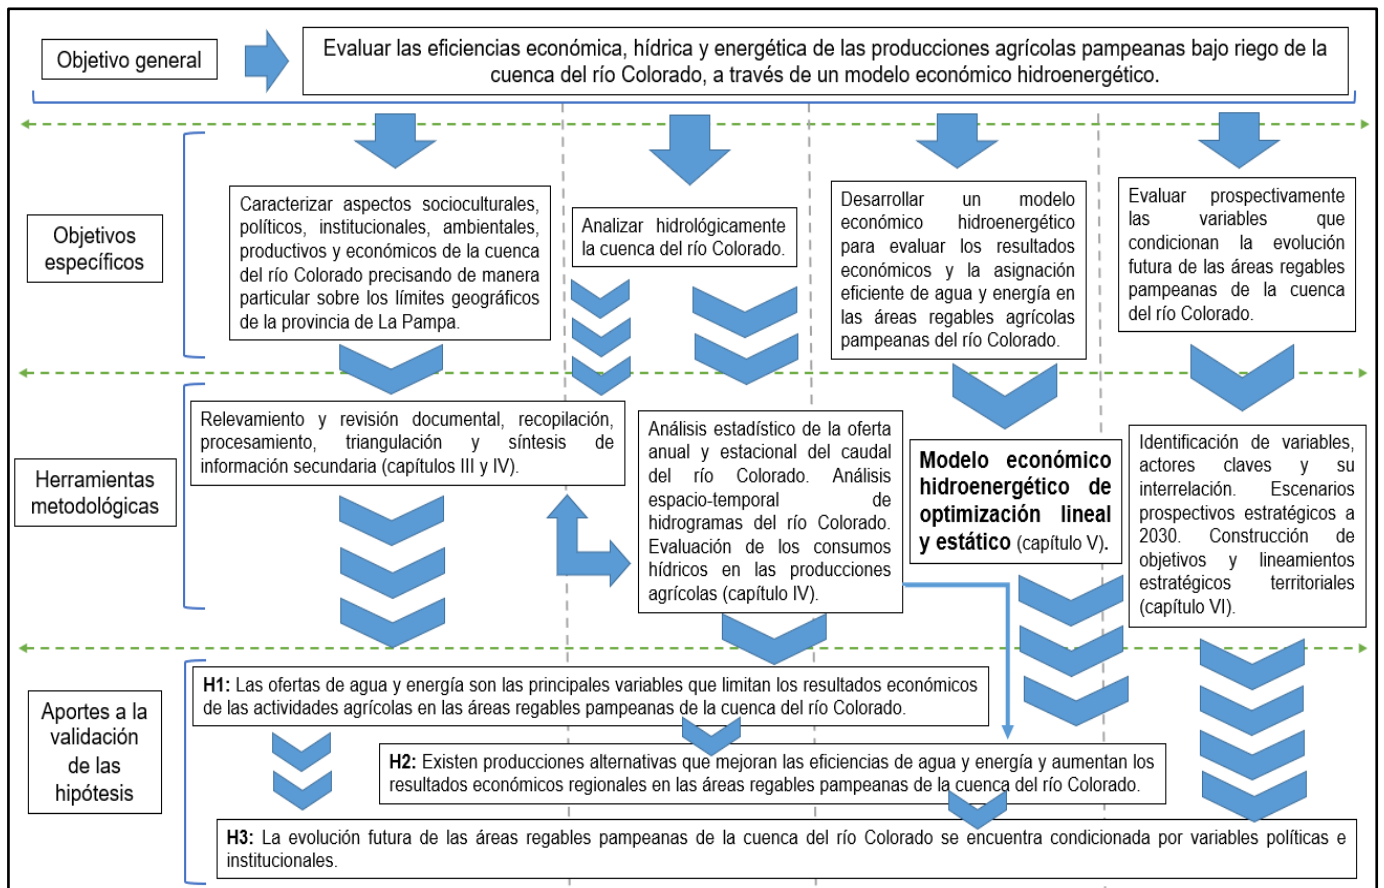 Objetivo general
Evaluar las eficiencias económica, hídrica y energética de las producciones agrícolas pampeanas bajo riego de la
cuenca del río Colorado, a través de un modelo económico hidroenergético.
Objetivos
específicos
Caracterizar aspectos socioculturales,
políticos, institucionales, ambientales,
productivos y económicos de la cuenca
del río Colorado precisando de manera
particular sobre los límites geográficos
de la provincia de La Pampa.
Analizar hidrológicamente
la cuenca del río Colorado.
Desarrollar un modelo
económico hidroenergético
para evaluar los resultados
económicos y la asignación
eficiente de agua y energía en
las áreas regables agrícolas
pampeanas del río Colorado.
Evaluar prospectivamente
las variables que
condicionan la evolución
futura de las áreas regables
pampeanas de la cuenca
del río Colorado.
Herramientas
metodológicas
Relevamiento y revisión documental, recopilación,
procesamiento, triangulación y síntesis de
información secundaria (capítulos III y IV).
Análisis estadístico de la oferta
anual y estacional del caudal
del río Colorado. Análisis
espacio-temporal de
hidrogramas del río Colorado.
Evaluación de los consumos
hídricos en las producciones
agrícolas (capítulo IV).
Modelo económico
hidroenergético de
optimización lineal
y estático (capítulo V).
Identificación de variables,
actores claves y su
interrelación. Escenarios
prospectivos estratégicos a
2030. Construcción de
objetivos y lineamientos
estratégicos territoriales
(capítulo VI).
Aportes a la
validación
de las
hipótesis
H1: Las ofertas de agua y energía son las principales variables que limitan los resultados económicos
de las actividades agrícolas en las áreas regables pampeanas de la cuenca del río Colorado.
H2: Existen producciones alternativas que mejoran las eficiencias de agua y energía y aumentan los
resultados económicos regionales en las áreas regables pampeanas de la cuenca del río Colorado.
H3: La evolución futura de las áreas regables pampeanas de la cuenca del río Colorado se encuentra condicionada por variables políticas e
institucionales.